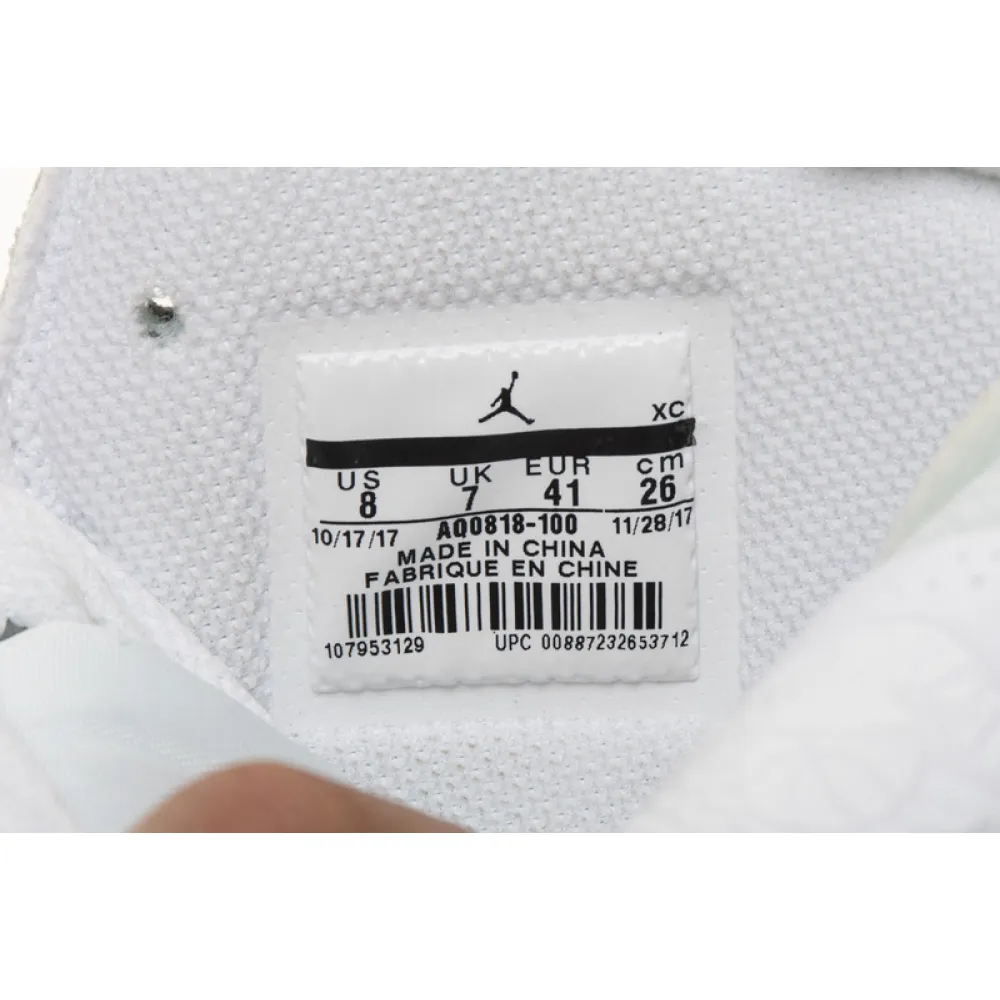 XC
US UK EUR cm
8 7 41 26
10/17/17 AQ0818-100 11/28/17
MADE IN CHINA
FABRIQUE EN CHINE
107953129 UPC 00887232653712